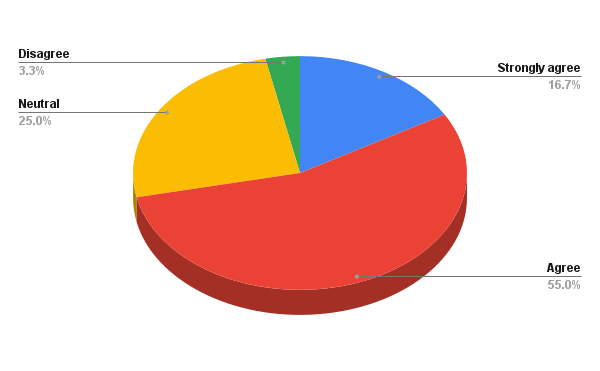 Disagree
3.3%
Neutral
25.0%
Strongly agree
16.7%
Agree
55.0%